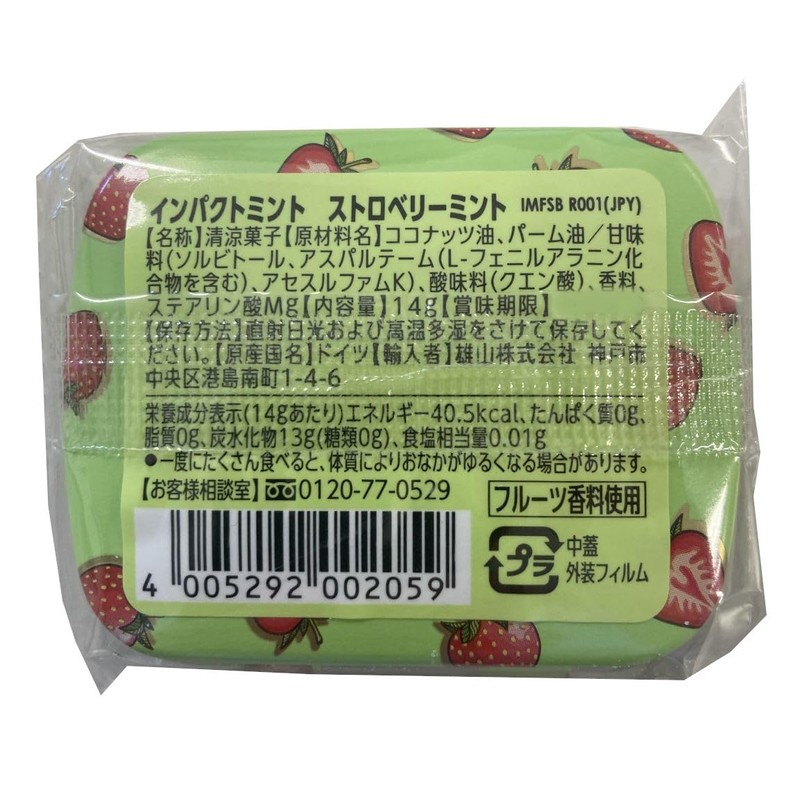 インパクトミント ストロベリーミント IMFSB R001(JPY)
【名称】清涼菓子【原材料名】ココナッツ油、パーム油／甘味
料(ソルビトール、アスパルテーム(L-フェニルアラニン化
合物を含む)、アセスルファムK)、酸味料(クエン酸)、香料、
ステアリン酸Mg【内容量】14g【賞味期限】
【保存方法】直射日光および高温多湿をさけて保存してく
ださい。【原産国名】ドイツ【輸入者】雄山株式会社 神戸市
中央区港島南町1-4-6
栄養成分表示(14gあたり)エネルギー40.5kcal、たんぱく質0g、
脂質0g、炭水化物13g(糖類0g)、食塩相当量0.01g
●一度にたくさん食べると、体質によりおなかがゆるくなる場合があります。
【お客様相談室】0120-77-0529
フルーツ香料使用
4 005292 002059
プラ
中蓋
外装フィルム